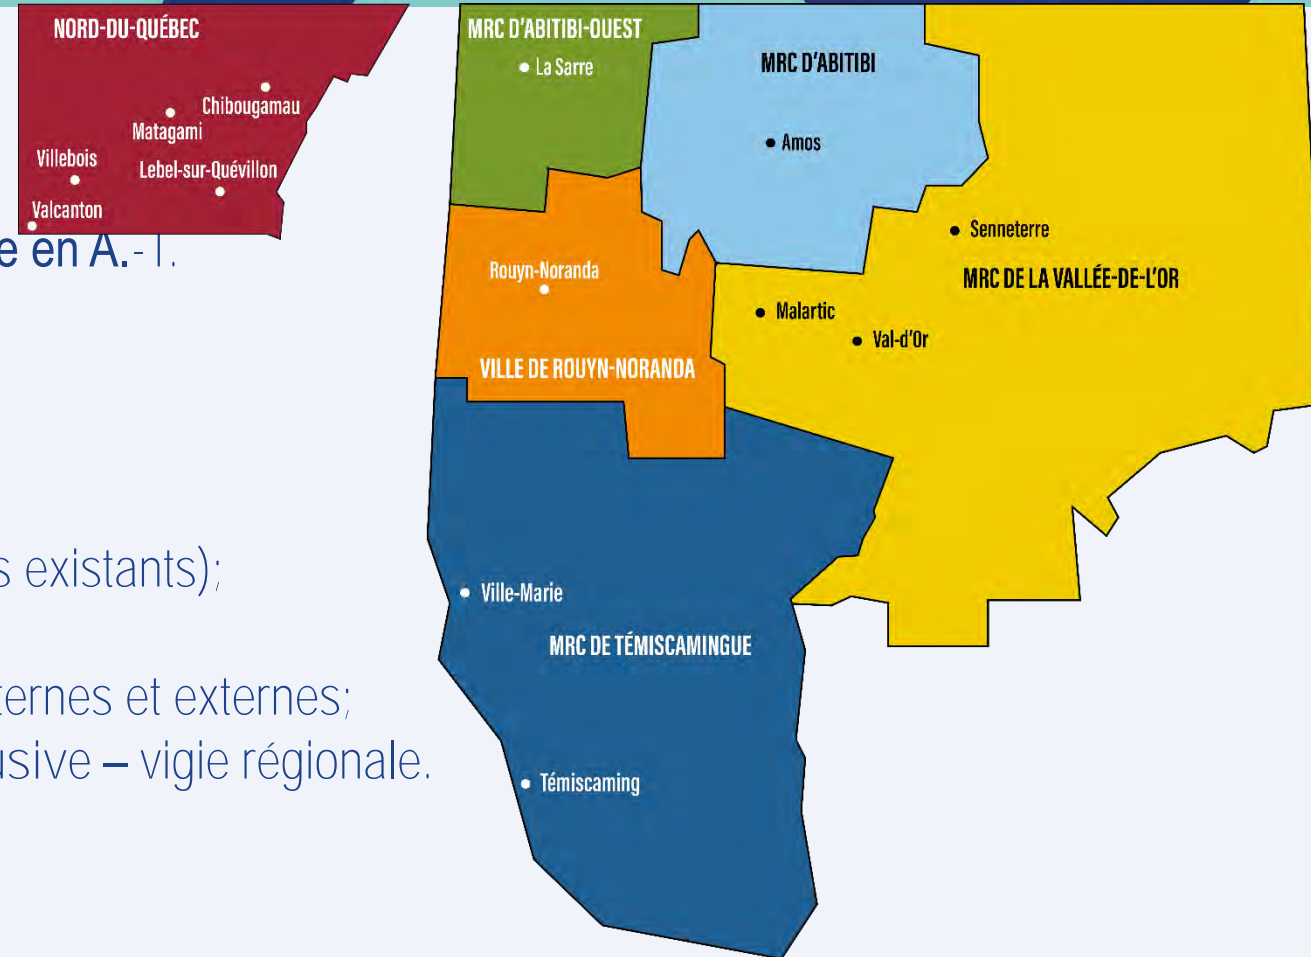 NORD-DU-QUÉBEC
Chibougamau
Matagami
Villebois
Lebel-sur-Quévillon
Valcanton
e en A.-T.
s existants);
ternes et externes;
usive – vigie régionale.
MRC D'ABITIBI-OUEST
La Sarre
MRC D'ABITIBI
Amos
Senneterre
MRC DE LA VALLÉE-DE-L'OR
Rouyn-Noranda
Malartic
Val-d'Or
VILLE DE ROUYN-NORANDA
Ville-Marie
MRC DE TÉMISCAMINGUE
Témiscaming